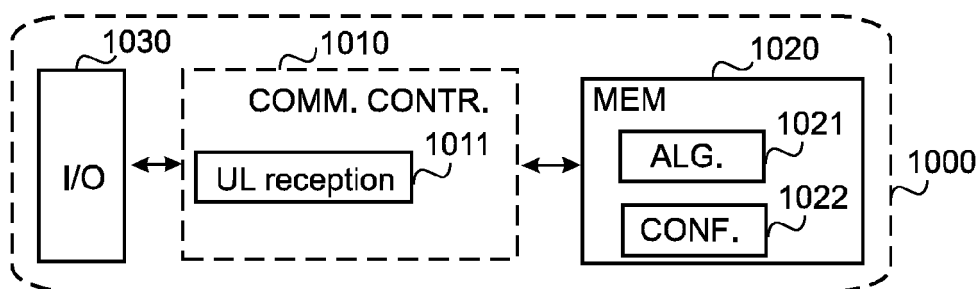 1030
1010
1020
COMM. CONTR.
MEM
1011
1021
I/O
UL reception
ALG.
1000
1022
CONF.